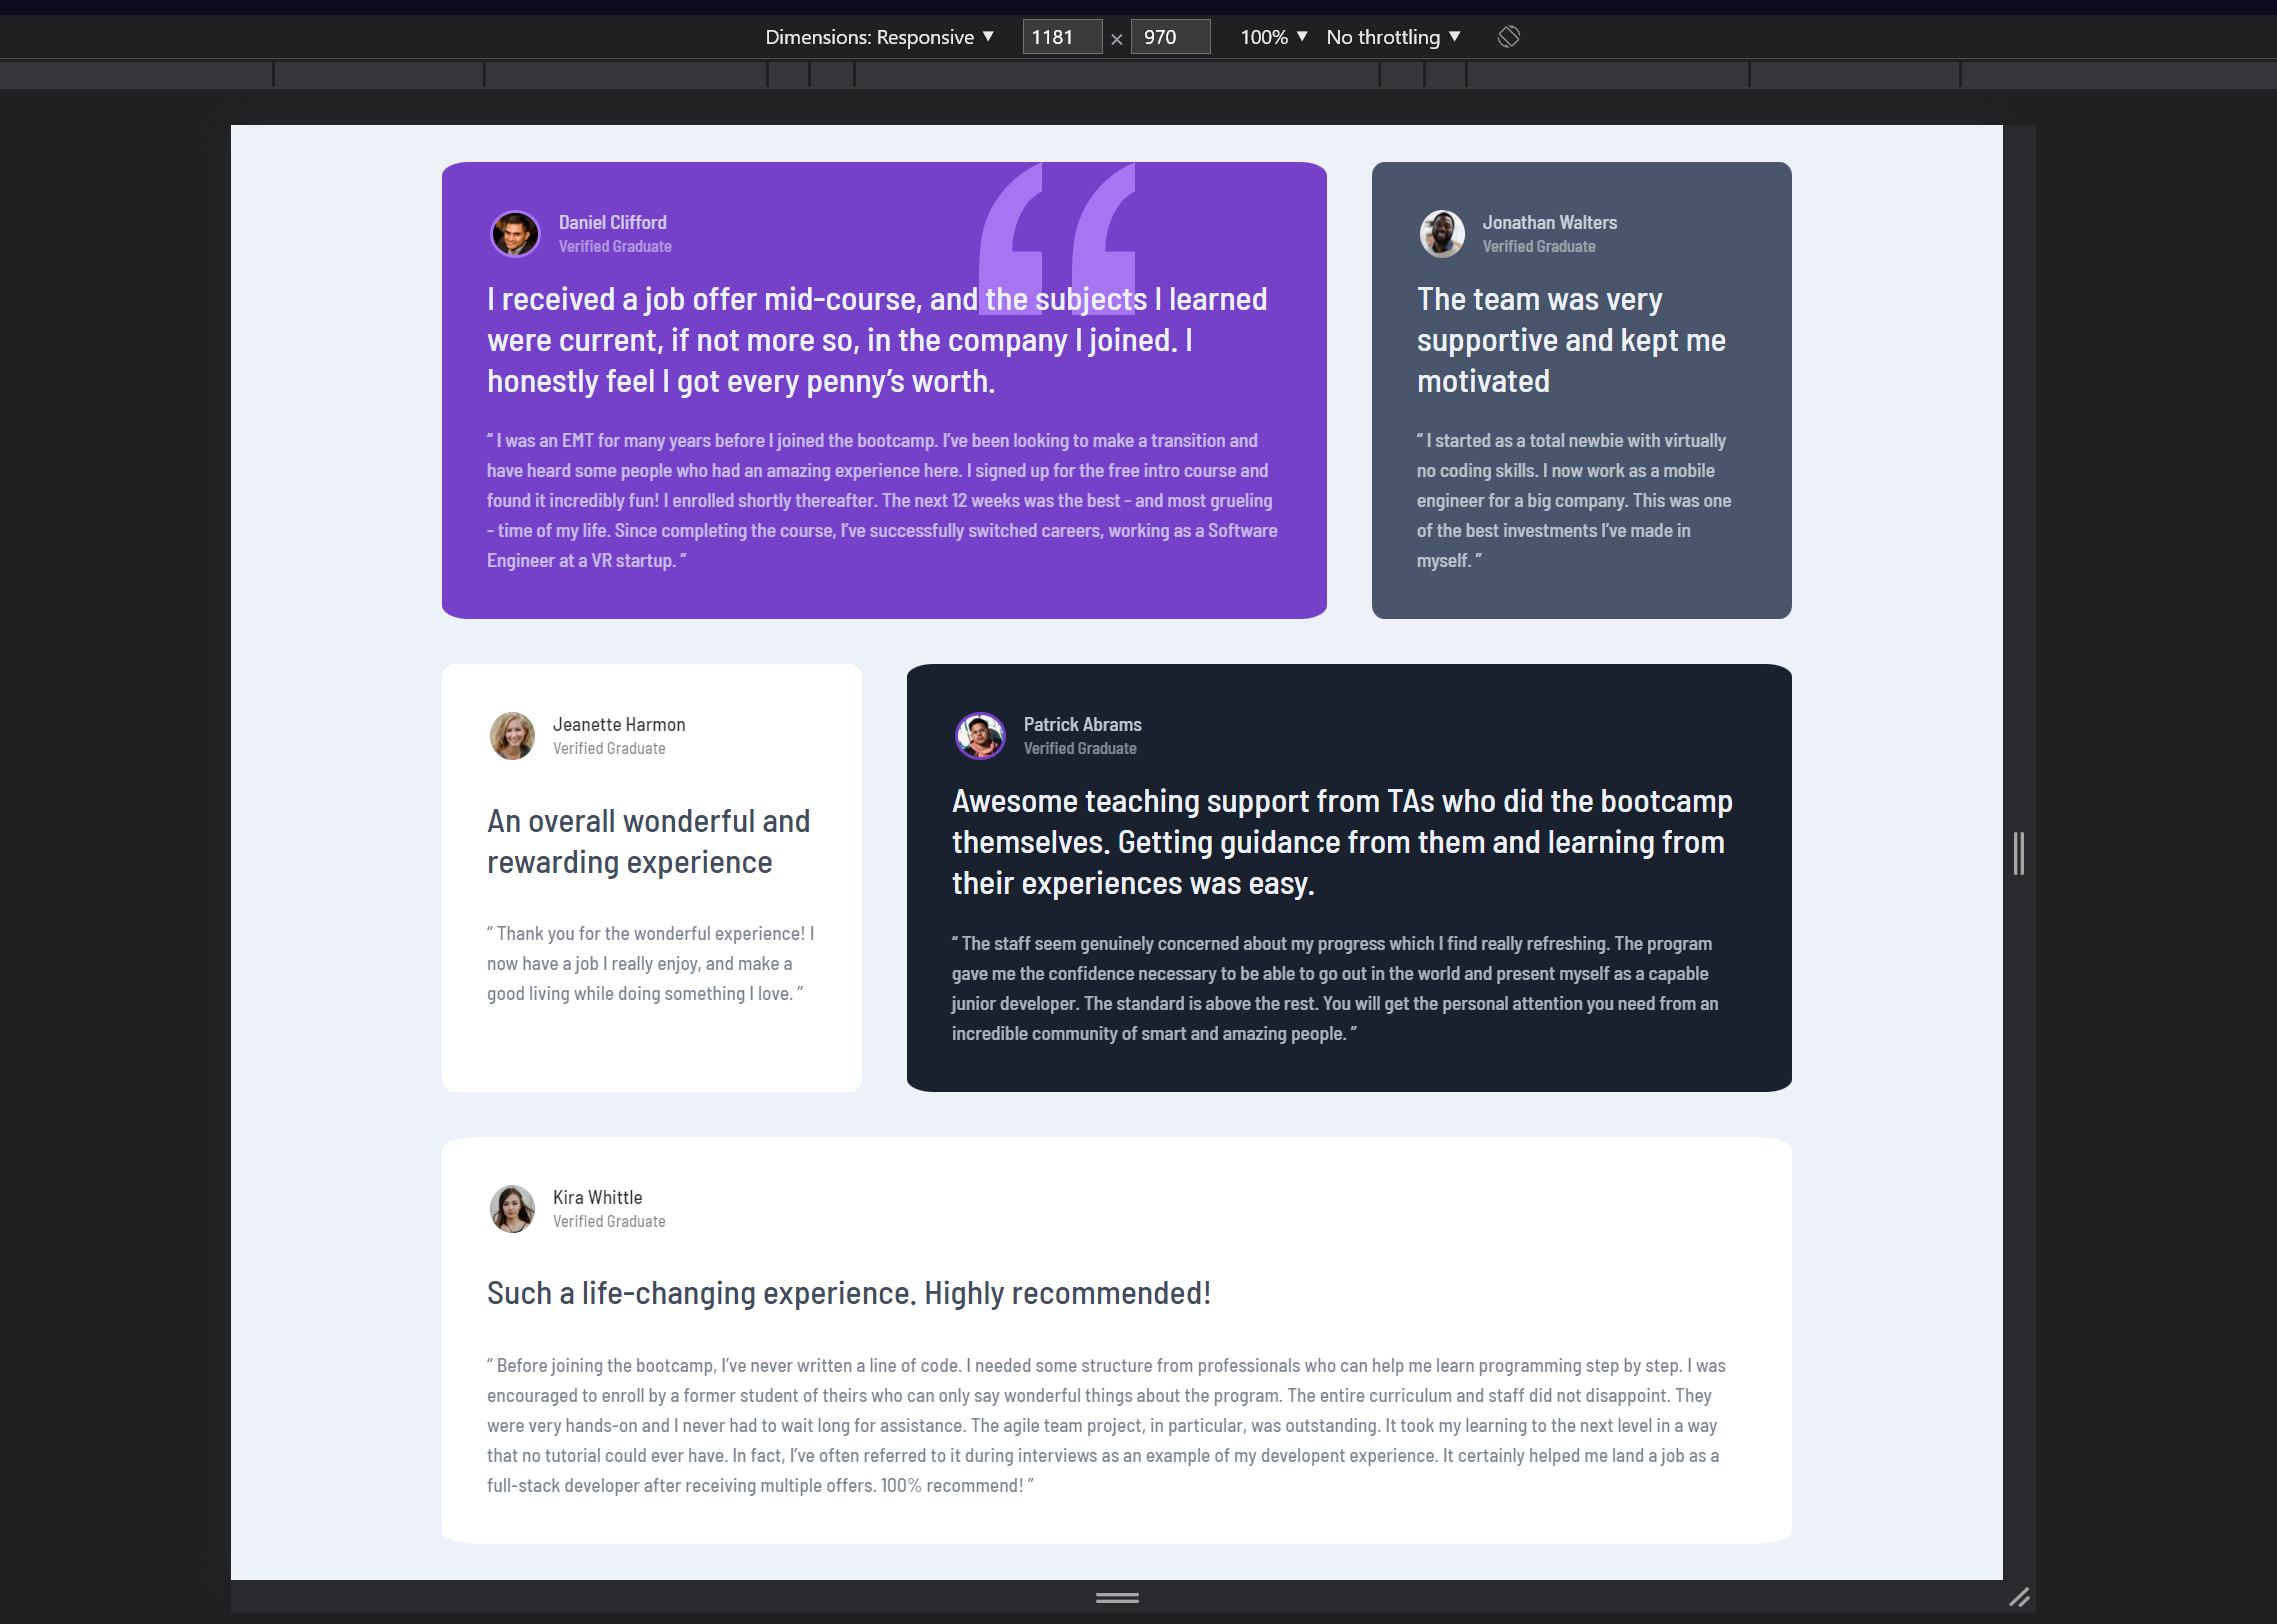 Dimensions: Responsive ▼ 1181 × 970 100% ▼ No throttling ▼
Daniel Clifford
Verified Graduate
I received a job offer mid-course, and the subjects I learned
were current, if not more so, in the company I joined. I
honestly feel I got every penny’s worth.
“ I was an EMT for many years before I joined the bootcamp. I’ve been looking to make a transition and
have heard some people who had an amazing experience here. I signed up for the free intro course and
found it incredibly fun! I enrolled shortly thereafter. The next 12 weeks was the best - and most grueling
- time of my life. Since completing the course, I’ve successfully switched careers, working as a Software
Engineer at a VR startup. ”
Jonathan Walters
Verified Graduate
The team was very
supportive and kept me
motivated
“ I started as a total newbie with virtually
no coding skills. I now work as a mobile
engineer for a big company. This was one
of the best investments I’ve made in
myself. ”
Jeanette Harmon
Verified Graduate
An overall wonderful and
rewarding experience
“ Thank you for the wonderful experience! I
now have a job I really enjoy, and make a
good living while doing something I love. ”
Patrick Abrams
Verified Graduate
Awesome teaching support from TAs who did the bootcamp
themselves. Getting guidance from them and learning from
their experiences was easy.
“ The staff seem genuinely concerned about my progress which I find really refreshing. The program
gave me the confidence necessary to be able to go out in the world and present myself as a capable
junior developer. The standard is above the rest. You will get the personal attention you need from an
incredible community of smart and amazing people. ”
Kira Whittle
Verified Graduate
Such a life-changing experience. Highly recommended!
“ Before joining the bootcamp, I’ve never written a line of code. I needed some structure from professionals who can help me learn programming step by step. I was
encouraged to enroll by a former student of theirs who can only say wonderful things about the program. The entire curriculum and staff did not disappoint. They
were very hands-on and I never had to wait long for assistance. The agile team project, in particular, was outstanding. It took my learning to the next level in a way
that no tutorial could ever have. In fact, I’ve often referred to it during interviews as an example of my developent experience. It certainly helped me land a job as a
full-stack developer after receiving multiple offers. 100% recommend! ”